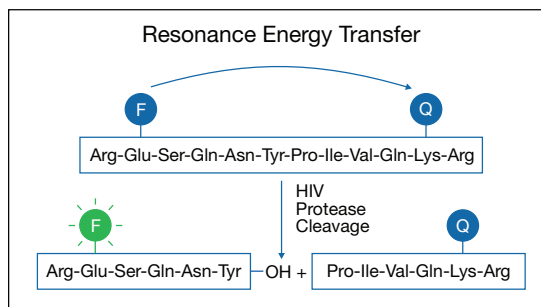 Resonance Energy Transfer
F
Q
Arg-Glu-Ser-Gln-Asn-Tyr-Pro-Ile-Val-Gln-Lys-Arg
HIV
Protease
Cleavage
F
Q
Arg-Glu-Ser-Gln-Asn-Tyr -OH + Pro-Ile-Val-Gln-Lys-Arg